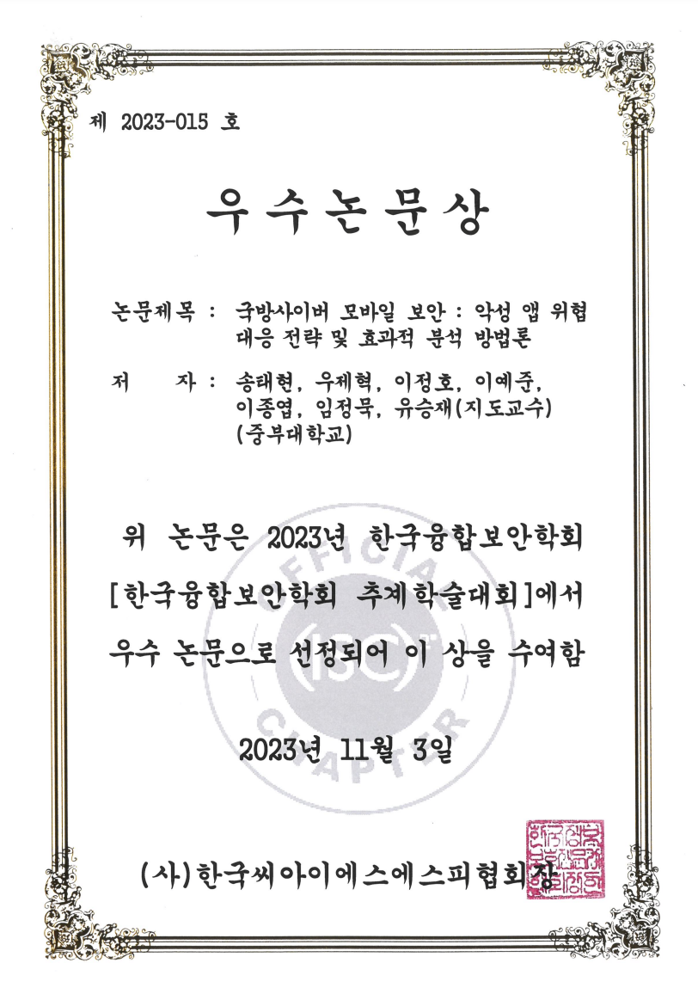 제 2023-015 호
우수논문상
논문제목 : 국방사이버 모바일 보안 : 악성 앱 위협
대응 전략 및 효과적 분석 방법론
저 자 : 송태현, 우제혁, 이정호, 이예준,
이종엽, 임정묵, 유승재(지도교수)
(중부대학교)
위 논문은 2023년 한국융합보안학회
[한국융합보안학회 추계학술대회]에서
우수 논문으로 선정되어 이 상을 수여함
OFFICIAL
(ISC)²
CHAPTER
2023년 11월 3일
(사)한국씨아이에스에스피협회장